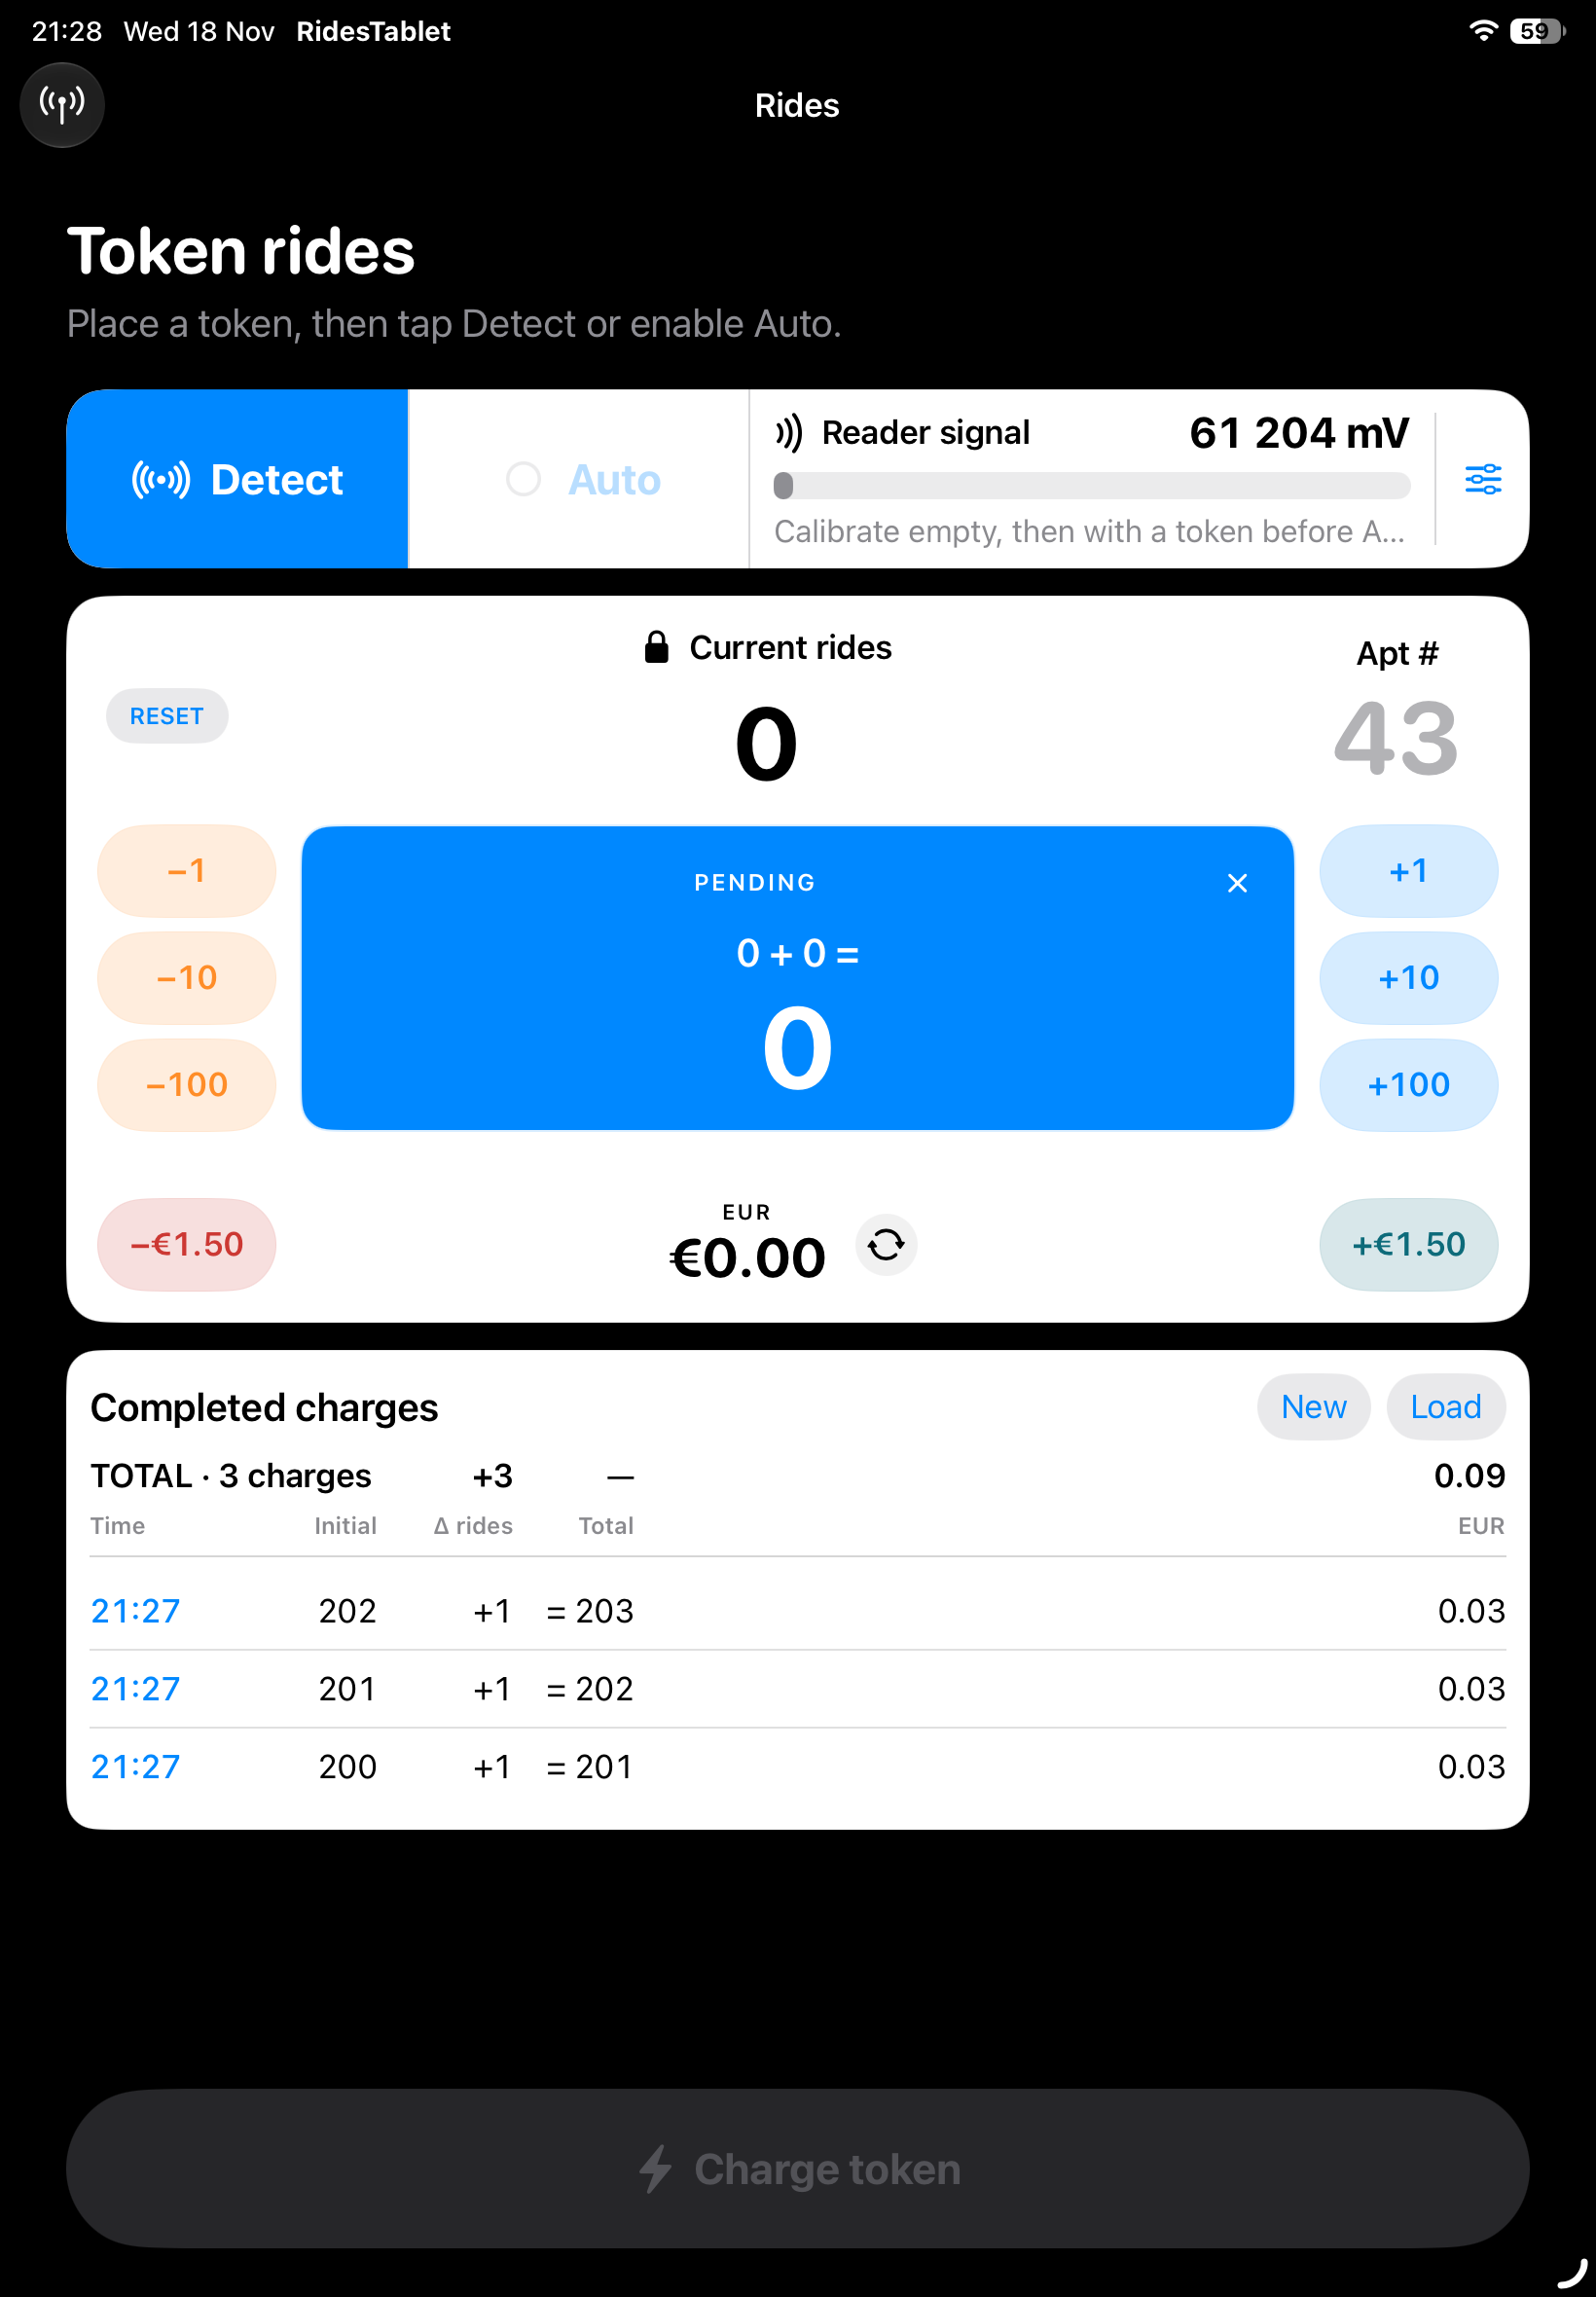 21:28 Wed 18 Nov RidesTablet 59
Rides
Token rides
Place a token, then tap Detect or enable Auto.
Detect
Auto
Reader signal 61 204 mV
Calibrate empty, then with a token before A...
Current rides
Apt #
RESET
0
43
–1
–10
–100
PENDING
0 + 0 =
0
+1
+10
+100
–€1.50
EUR
€0.00
+€1.50
Completed charges New Load
TOTAL · 3 charges +3 — 0.09
Time Initial Δ rides Total EUR
21:27 202 +1 = 203 0.03
21:27 201 +1 = 202 0.03
21:27 200 +1 = 201 0.03
Charge token